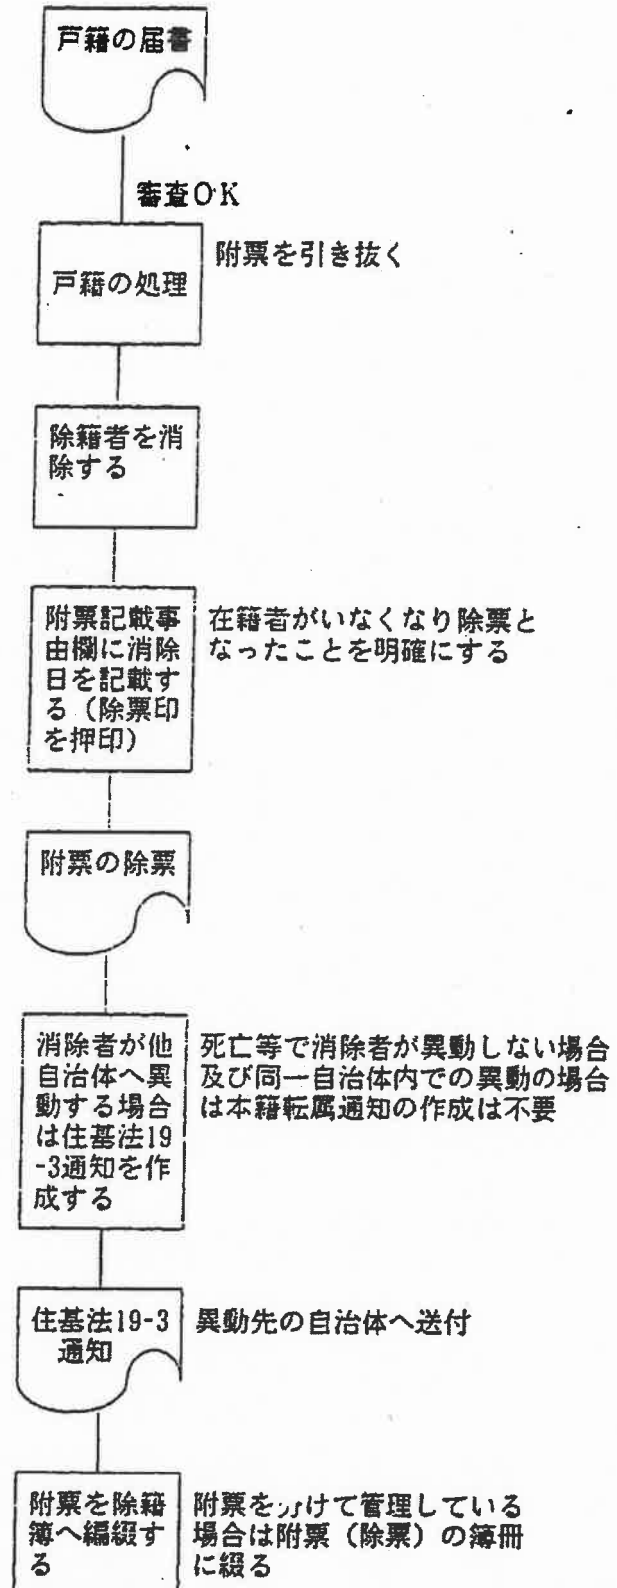 戸籍の届書
審査OK
戸籍の処理
附票を引き抜く
除籍者を消
除する
附票記載事
由欄に消除
日を記載す
る（除票印
を押印）
在籍者がいなくなり除票と
なったことを明確にする
附票の除票
消除者が他
自治体へ異
動する場合
は住基法19
-3通知を作
成する
死亡等で消除者が異動しない場合
及び同一自治体内での異動の場合
は本籍転属通知の作成は不要
住基法19-3
通知
異動先の自治体へ送付
附票を除籍
簿へ編綴す
る
附票を分けて管理している
場合は附票（除票）の簿冊
に綴る